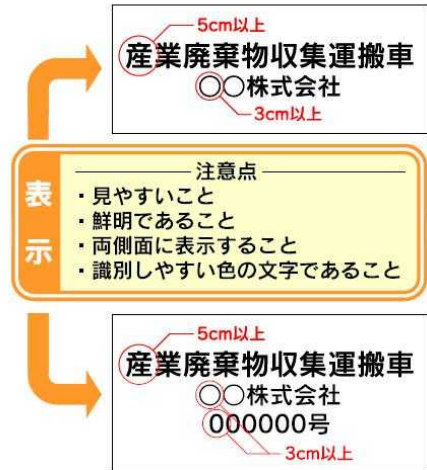 5cm以上
産業廃棄物収集運搬車
○○株式会社
3cm以上
表示
注意点
・見やすいこと
・鮮明であること
・両側面に表示すること
・識別しやすい色の文字であること
5cm以上
産業廃棄物収集運搬車
○○株式会社
000000号
3cm以上